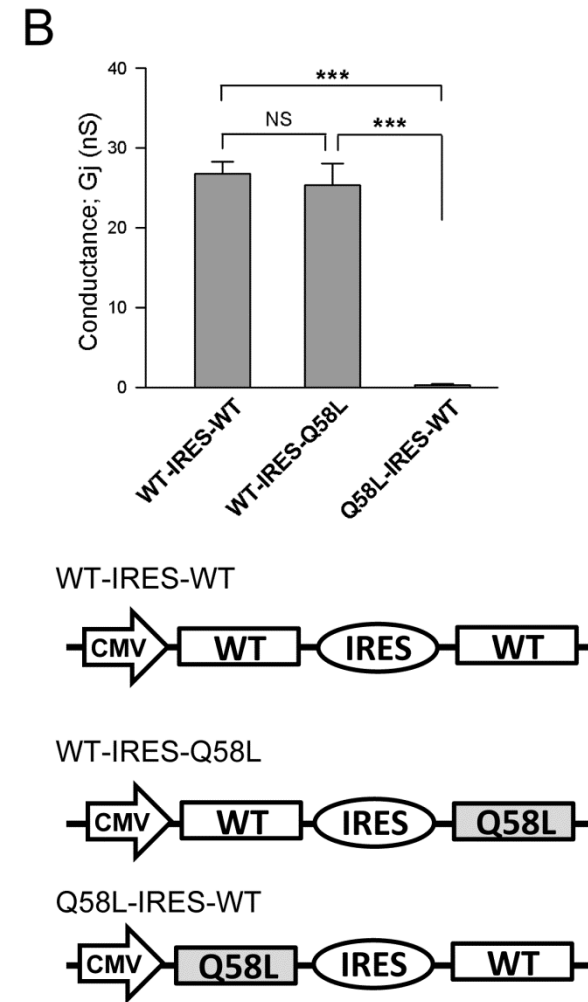 B
40
30
20
10
0
Conductance; Gj (nS)
***
NS
***
WT-IRES-WT
WT-IRES-Q58L
Q58L-IRES-WT
WT-IRES-WT
CMV WT IRES WT
WT-IRES-Q58L
CMV WT IRES Q58L
Q58L-IRES-WT
CMV Q58L IRES WT